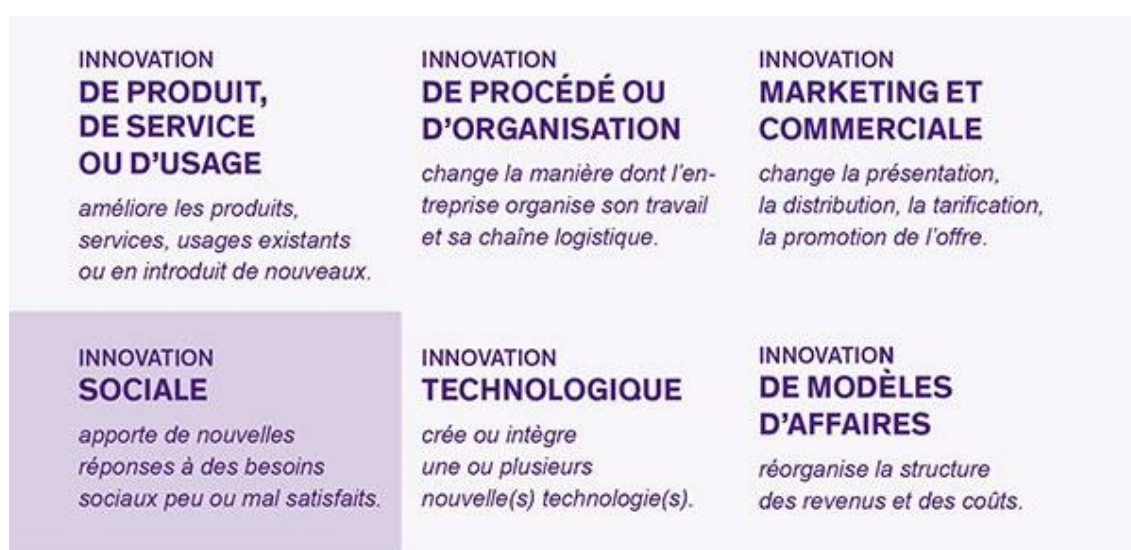 INNOVATION
DE PRODUIT,
DE SERVICE
OU D'USAGE
améliore les produits,
services, usages existants
ou en introduit de nouveaux.
INNOVATION
DE PROCÉDÉ OU
D'ORGANISATION
change la manière dont l'en-
treprise organise son travail
et sa chaîne logistique.
INNOVATION
MARKETING ET
COMMERCIALE
change la présentation,
la distribution, la tarification,
la promotion de l'offre.
INNOVATION
SOCIALE
apporte de nouvelles
réponses à des besoins
sociaux peu ou mal satisfaits.
INNOVATION
TECHNOLOGIQUE
crée ou intègre
une ou plusieurs
nouvelle(s) technologie(s).
INNOVATION
DE MODÈLES
D'AFFAIRES
réorganise la structure
des revenus et des coûts.